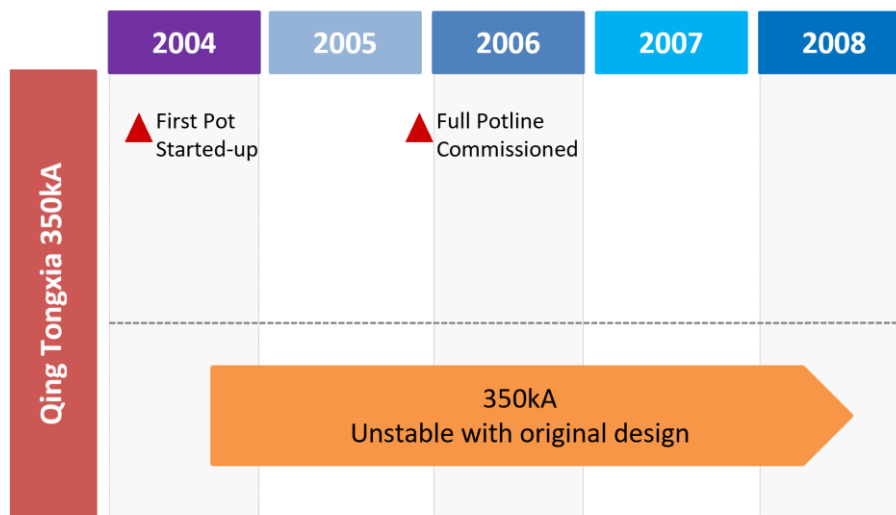 2004
2005
2006
2007
2008
Qing Tongxia 350kA
First Pot
Started-up
Full Potline
Commissioned
350kA
Unstable with original design